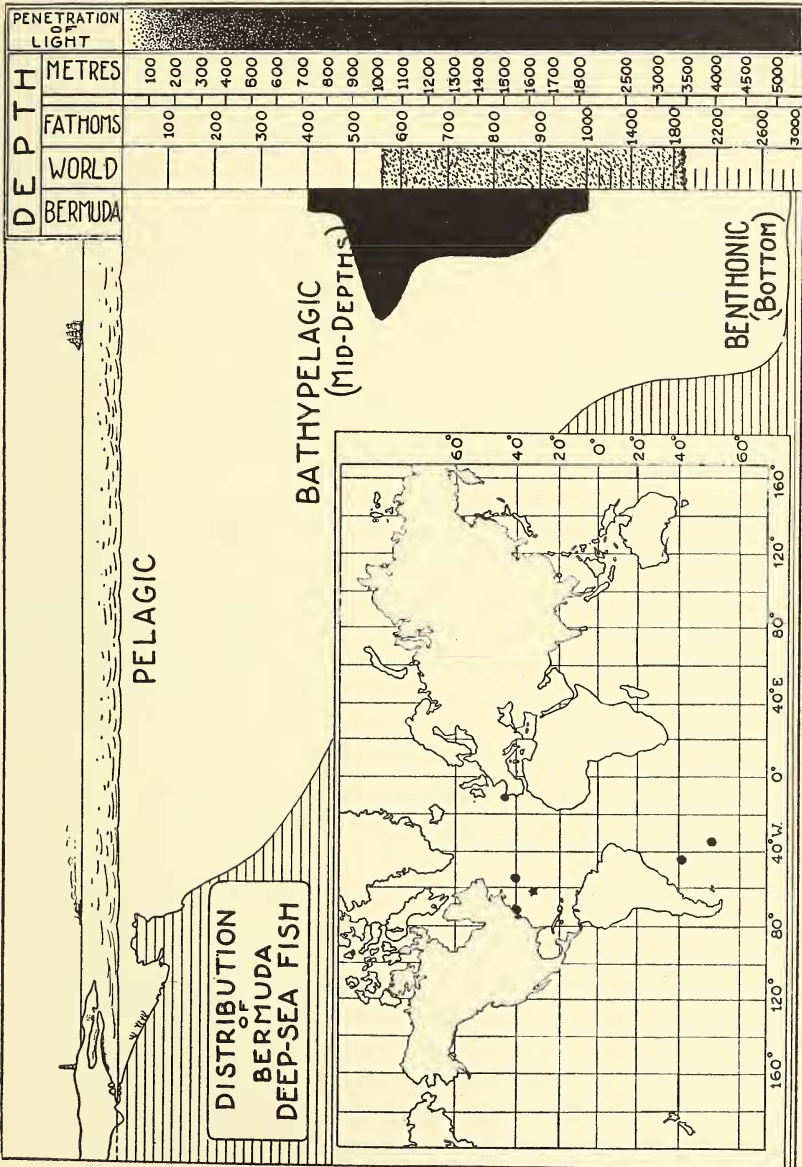 PENETRATION
OF
LIGHT
DEPTH
METRES
100 200 300 400 500 600 700 800 900 1000 1100 1200 1300 1400 1500 1600 1700 1800 2500 3000 3500 4500 5000
FATHOMS
100 200 300 400 600 700 800 900 1000 1400 1800 2200 2600 3000
WORLD
BERMUDA
PELAGIC
BATHYPELAGIC
(MID-DEPTHS)
BENTHONIC
(BOTTOM)
DISTRIBUTION
OF
BERMUDA
DEEP-SEA FISH
60° 40° 20° 0° 20° 40° 60°
160° 120° 80° 40°W. 0° 40°E 80° 120° 160°